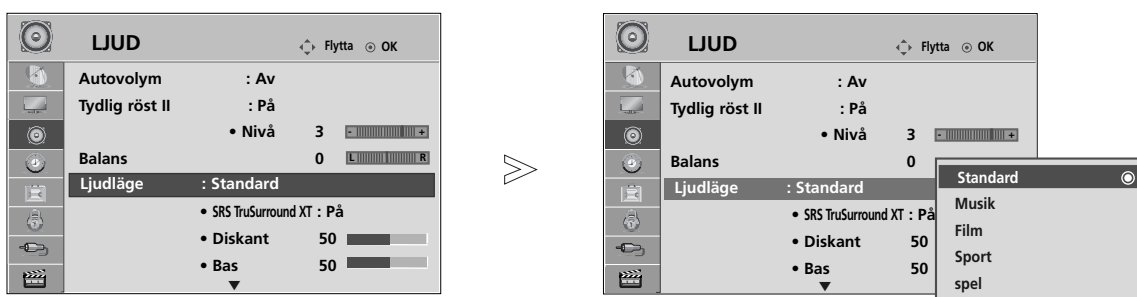 LJUD
Flytta OK
Autovolym : Av
Tydlig röst II : På
• Nivå 3 - +
Balans 0 L R
Ljudläge : Standard
• SRS TruSurround XT : På
• Diskant 50
• Bas 50
LJUD
Flytta OK
Autovolym : Av
Tydlig röst II : På
• Nivå 3 - +
Balans 0
Ljudläge : Standard
• SRS TruSurround XT : På
• Diskant 50
• Bas 50
Standard
Musik
Film
Sport
spel